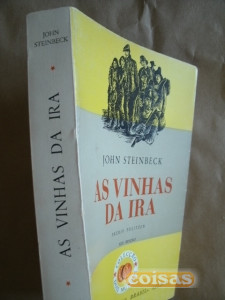 JOHN
STEINBECK
AS VINHAS DA IRA
JOHN STEINBECK
AS VINHAS
DA IRA
coisas